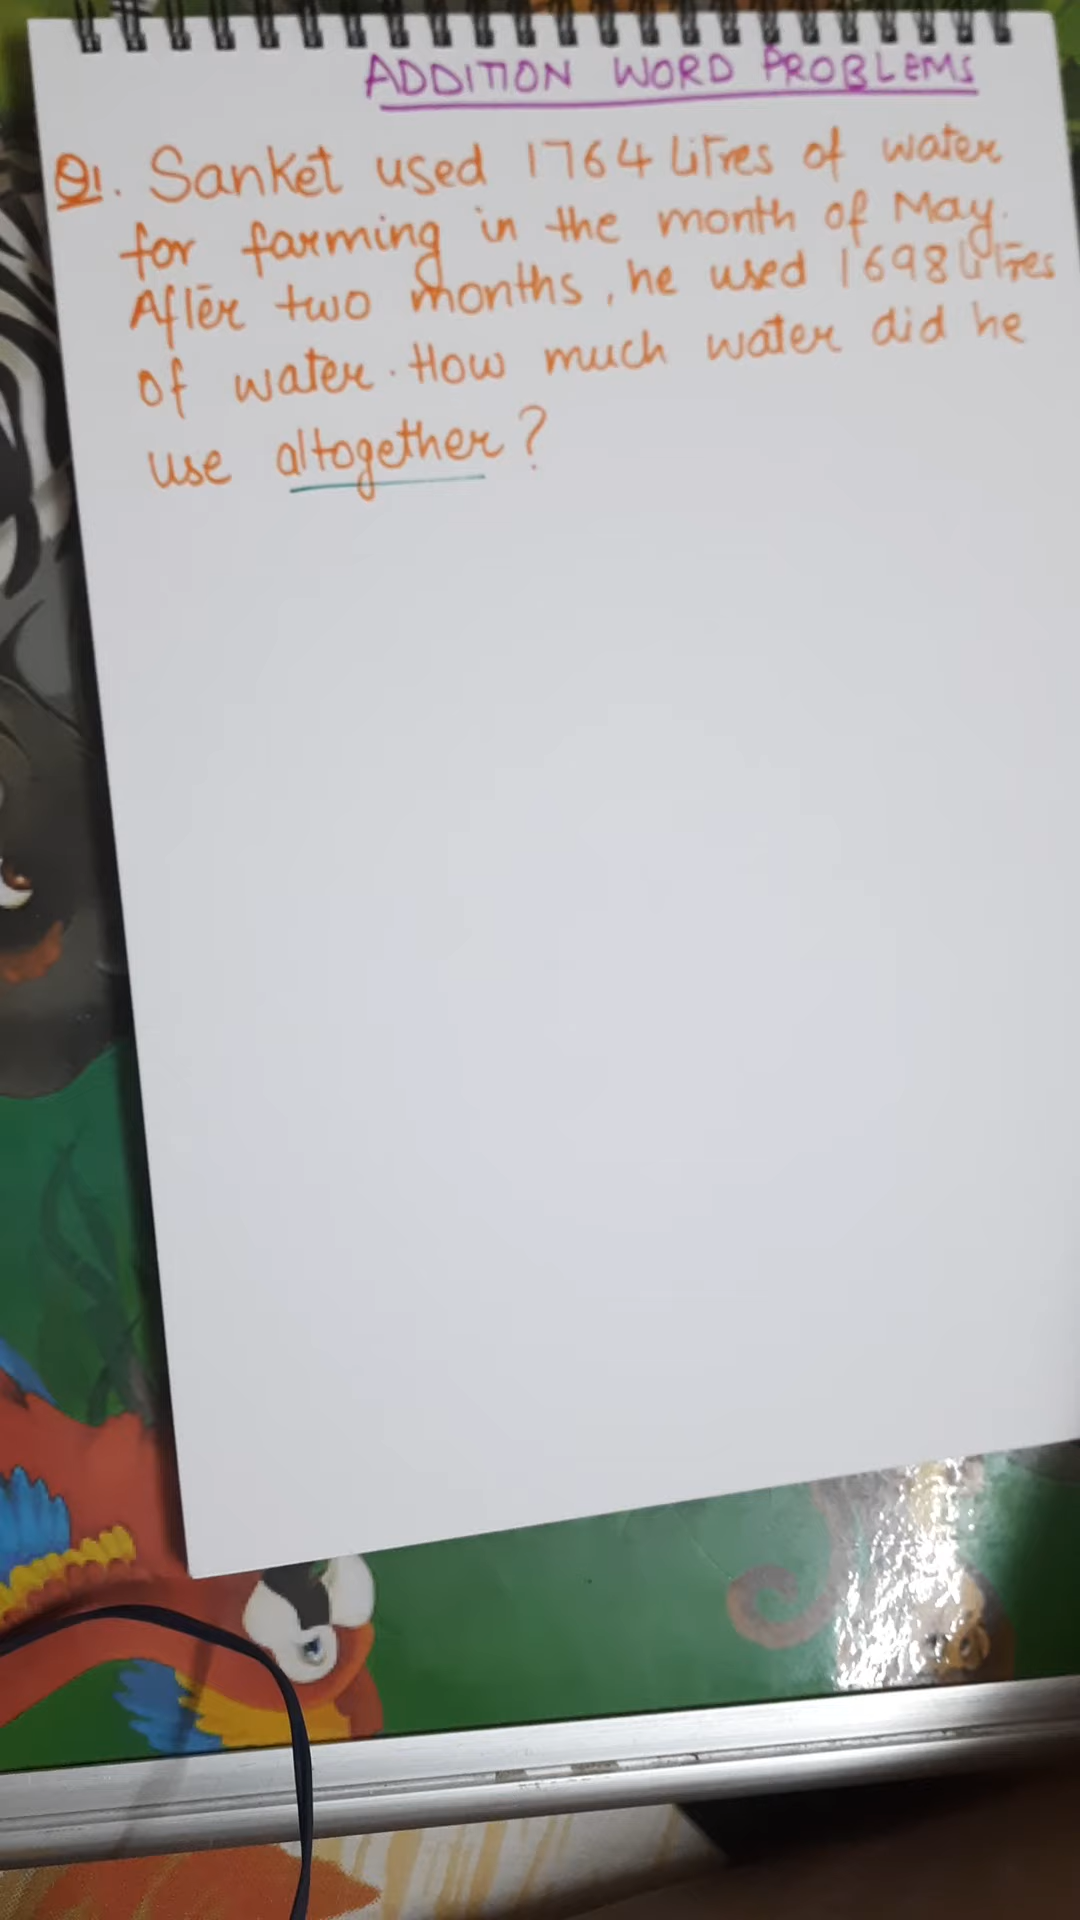 ADDITION WORD PROBLEMS
Q1. Sanket used 1764 Litres of water
for farming in the month of May.
After two months, he used 1698 litres
of water. How much water did he
use altogether?